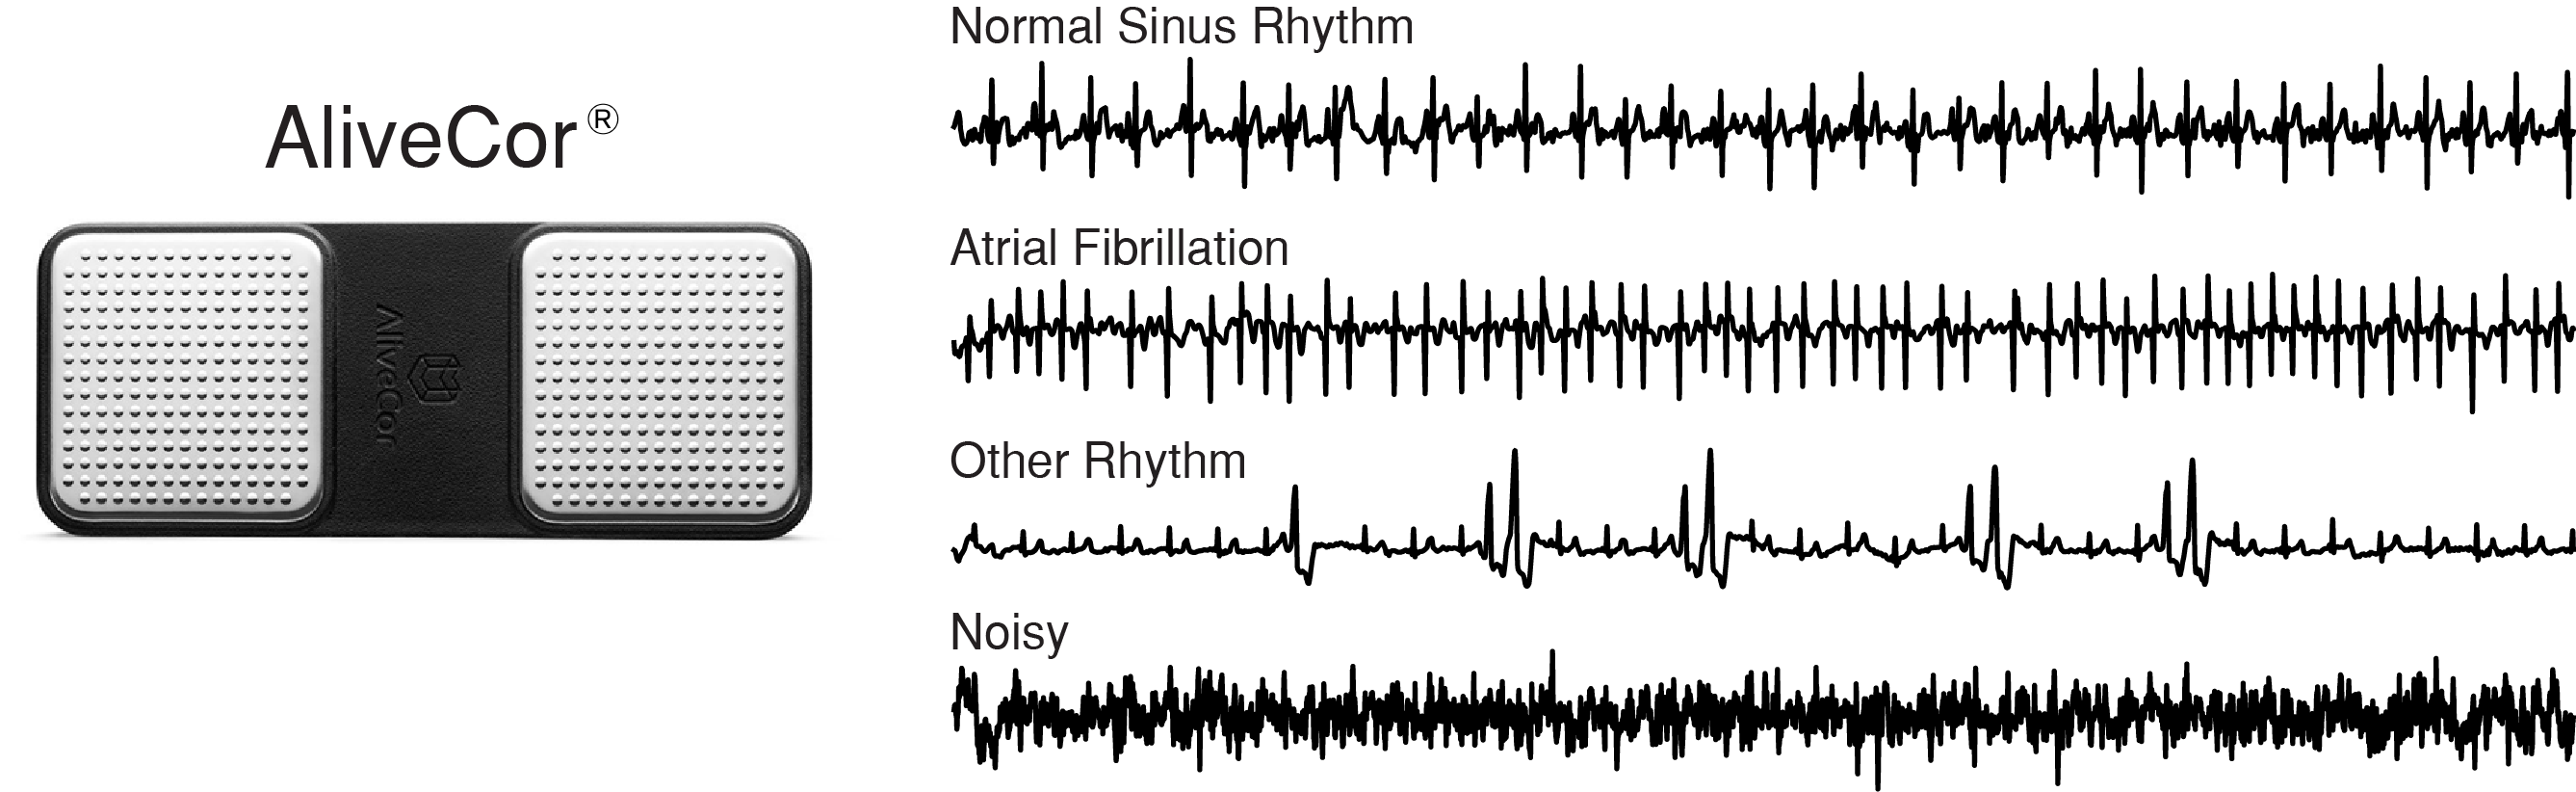 AliveCor®
AliveCor
Normal Sinus Rhythm
Atrial Fibrillation
Other Rhythm
Noisy